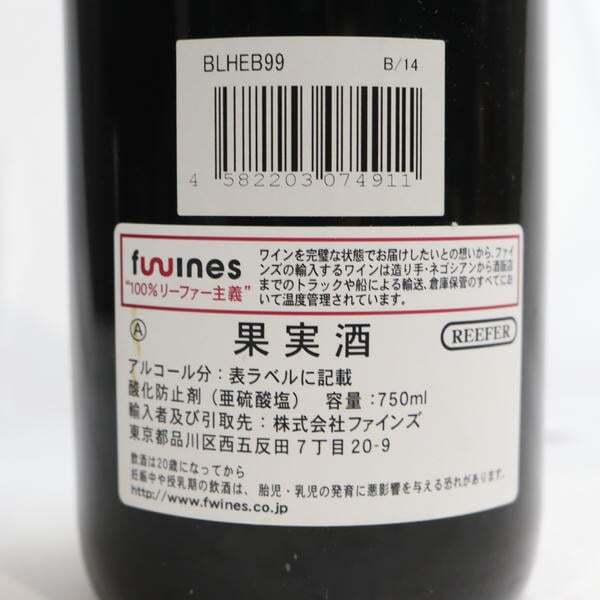 BLHEB99 B/14
4 582203 074911
fwines
"100%リーファー主義"
ワインを完璧な状態でお届けしたいとの想いから、ファイ
ンズの輸入するワインは造り手・ネゴシアンから酒販店
までのトラックや船による輸送、倉庫保管のすべてにお
いて温度管理されています。
A 果実酒 REEFER
アルコール分：表ラベルに記載
酸化防止剤（亜硫酸塩） 容量：750ml
輸入者及び引取先：株式会社ファインズ
東京都品川区西五反田7丁目20-9
飲酒は20歳になってから
妊娠中や授乳期の飲酒は、胎児・乳児の発育に悪影響を与える恐れがあります。
http://www.fwines.co.jp